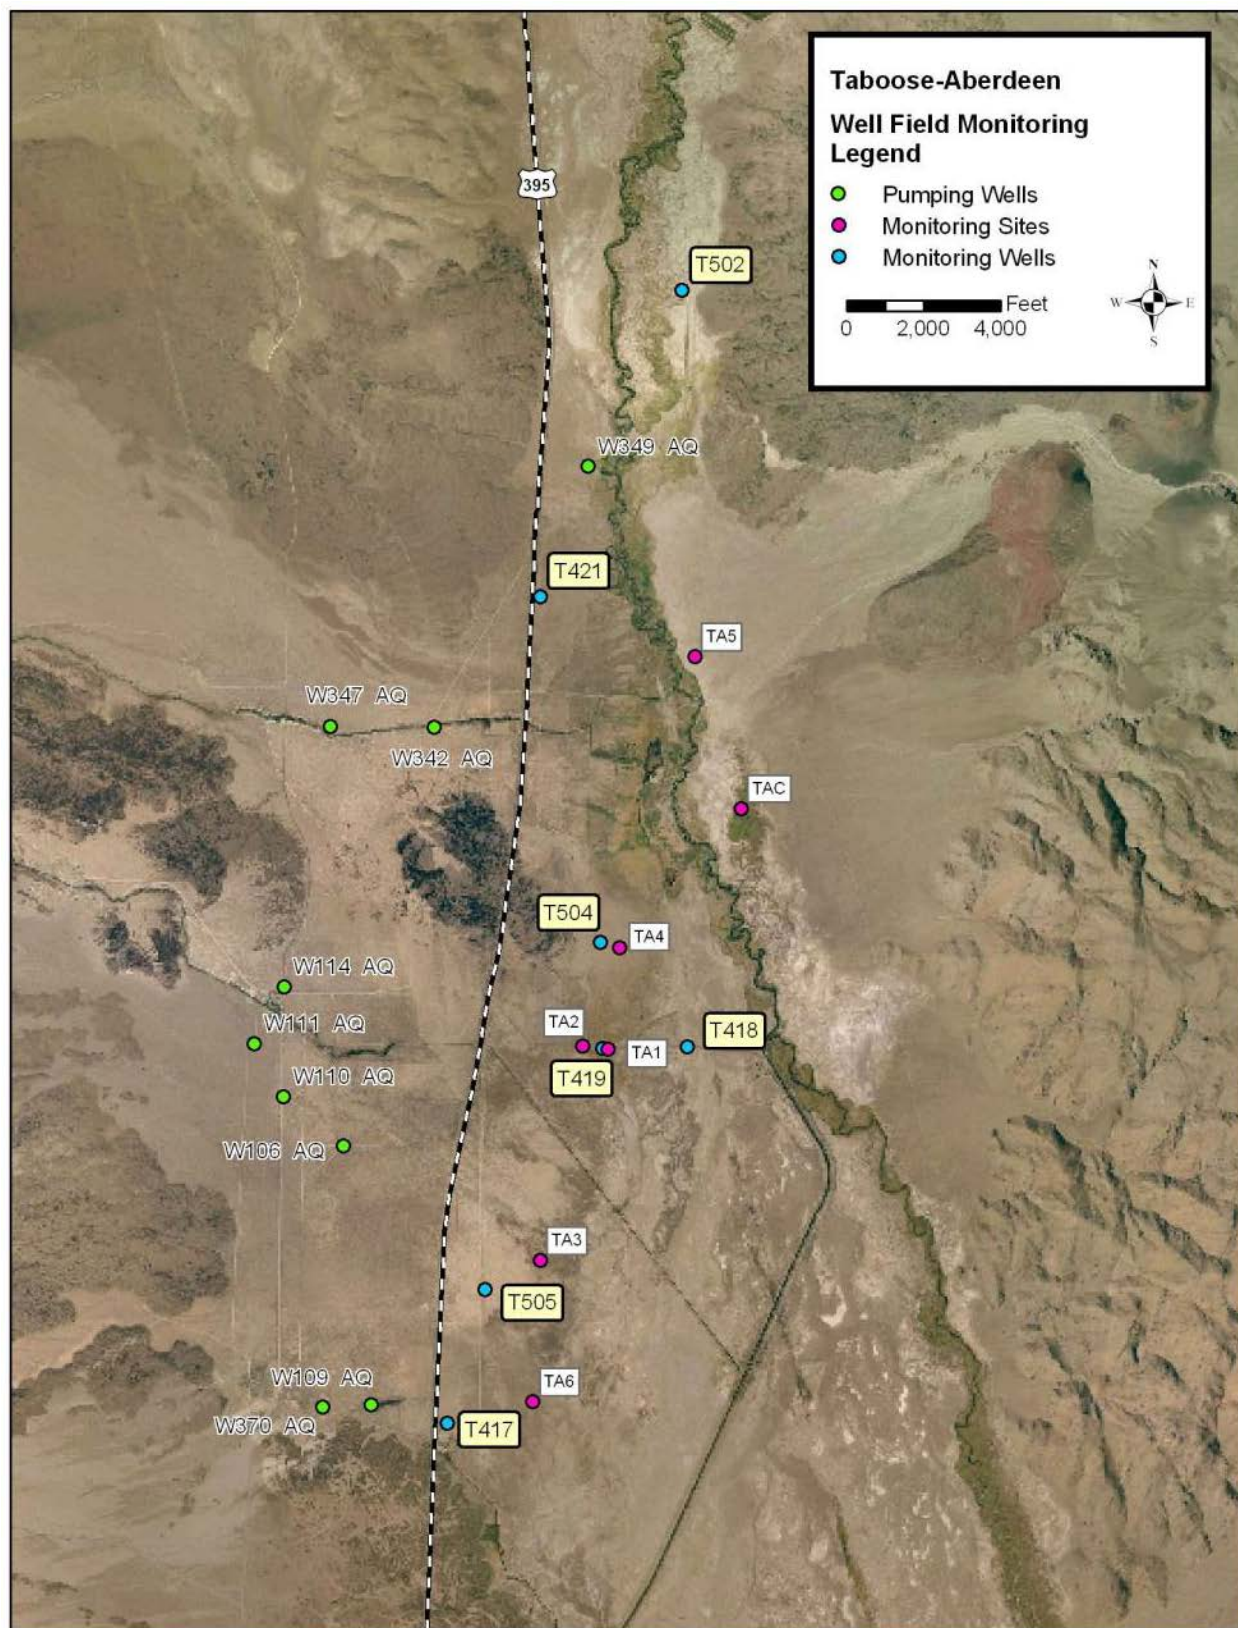 Taboose-Aberdeen
Well Field Monitoring
Legend
Pumping Wells
Monitoring Sites
Monitoring Wells
Feet
0 2,000 4,000
N
W E
S
395
T502
W349 AQ
T421
TA5
W347 AQ
W342 AQ
TAC
T504
TA4
W114 AQ
W111 AQ
TA2
T418
TA1
T419
W110 AQ
W106 AQ
TA3
T505
W109 AQ
TA6
W370 AQ
T417